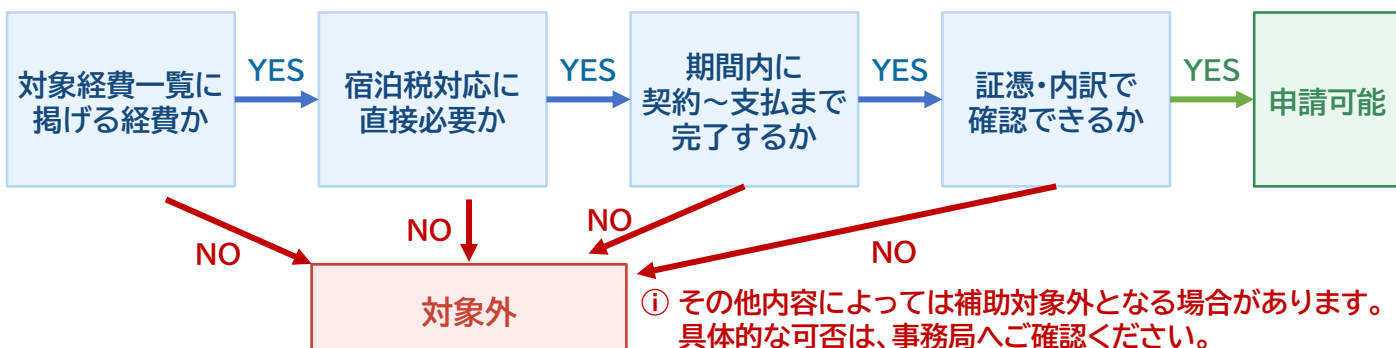 対象経費一覧に
掲げる経費か
YES
宿泊税対応に
直接必要か
YES
期間内に
契約～支払まで
完了するか
YES
証憑・内訳で
確認できるか
YES
申請可能
NO
NO
NO
NO
対象外
ⓘ その他内容によっては補助対象外となる場合があります。
具体的な可否は、事務局へご確認ください。